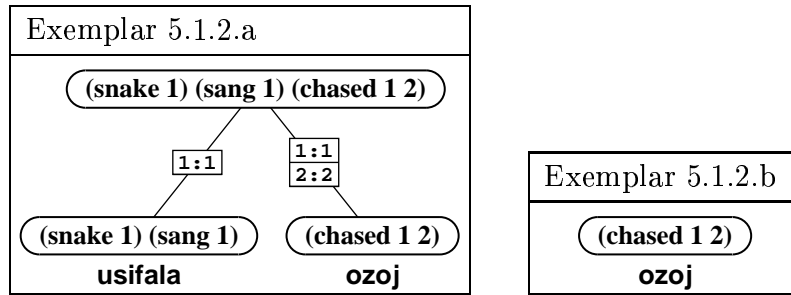 Exemplar 5.1.2.a
(snake 1) (sang 1) (chased 1 2)
1:1
1:1
2:2
(snake 1) (sang 1)
(chased 1 2)
usifala
ozoj
Exemplar 5.1.2.b
(chased 1 2)
ozoj